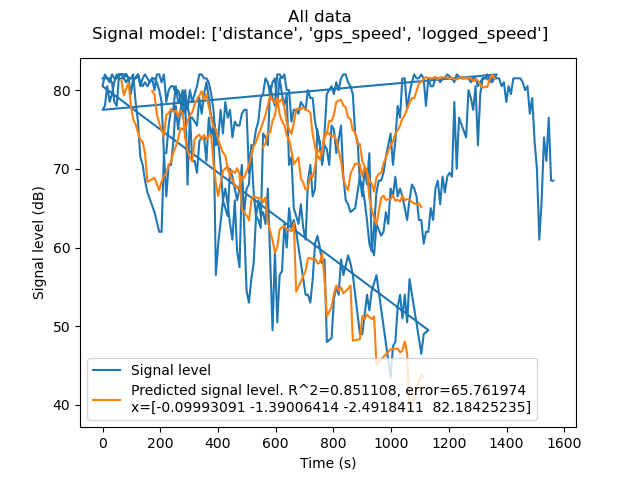 All data
Signal model: ['distance', 'gps_speed', 'logged_speed']
Signal level (dB)
80
70
60
50
40
Signal level
Predicted signal level. R^2=0.851108, error=65.761974
x=[-0.09993091 -1.39006414 -2.4918411  82.18425235]
0 200 400 600 800 1000 1200 1400 1600
Time (s)